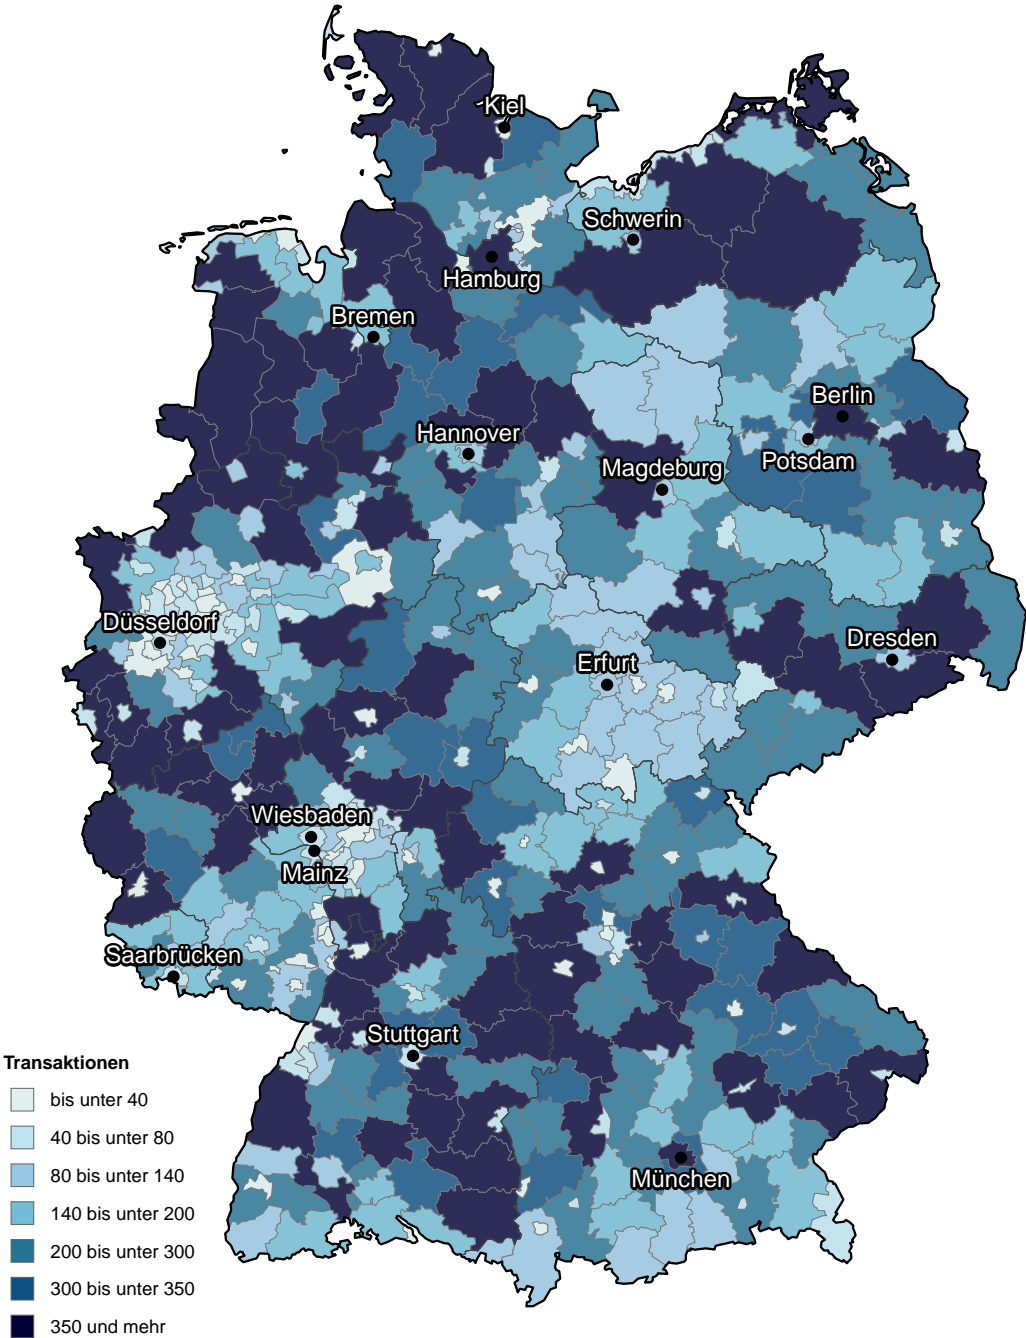 Kiel
Schwerin
Hamburg
Bremen
Berlin
Hannover
Potsdam
Magdeburg
Düsseldorf
Dresden
Erfurt
Wiesbaden
Mainz
Saarbrücken
Stuttgart
München
Transaktionen
bis unter 40
40 bis unter 80
80 bis unter 140
140 bis unter 200
200 bis unter 300
300 bis unter 350
350 und mehr